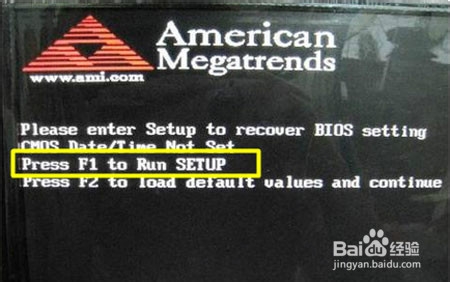 American
Megatrends
www.ami.com
Please enter Setup to recover BIOS setting
CMOS Date/Time Not Set
Press F1 to Run SETUP
Press F2 to load default values and continue
Baidu 经验
jingyan.baidu.com